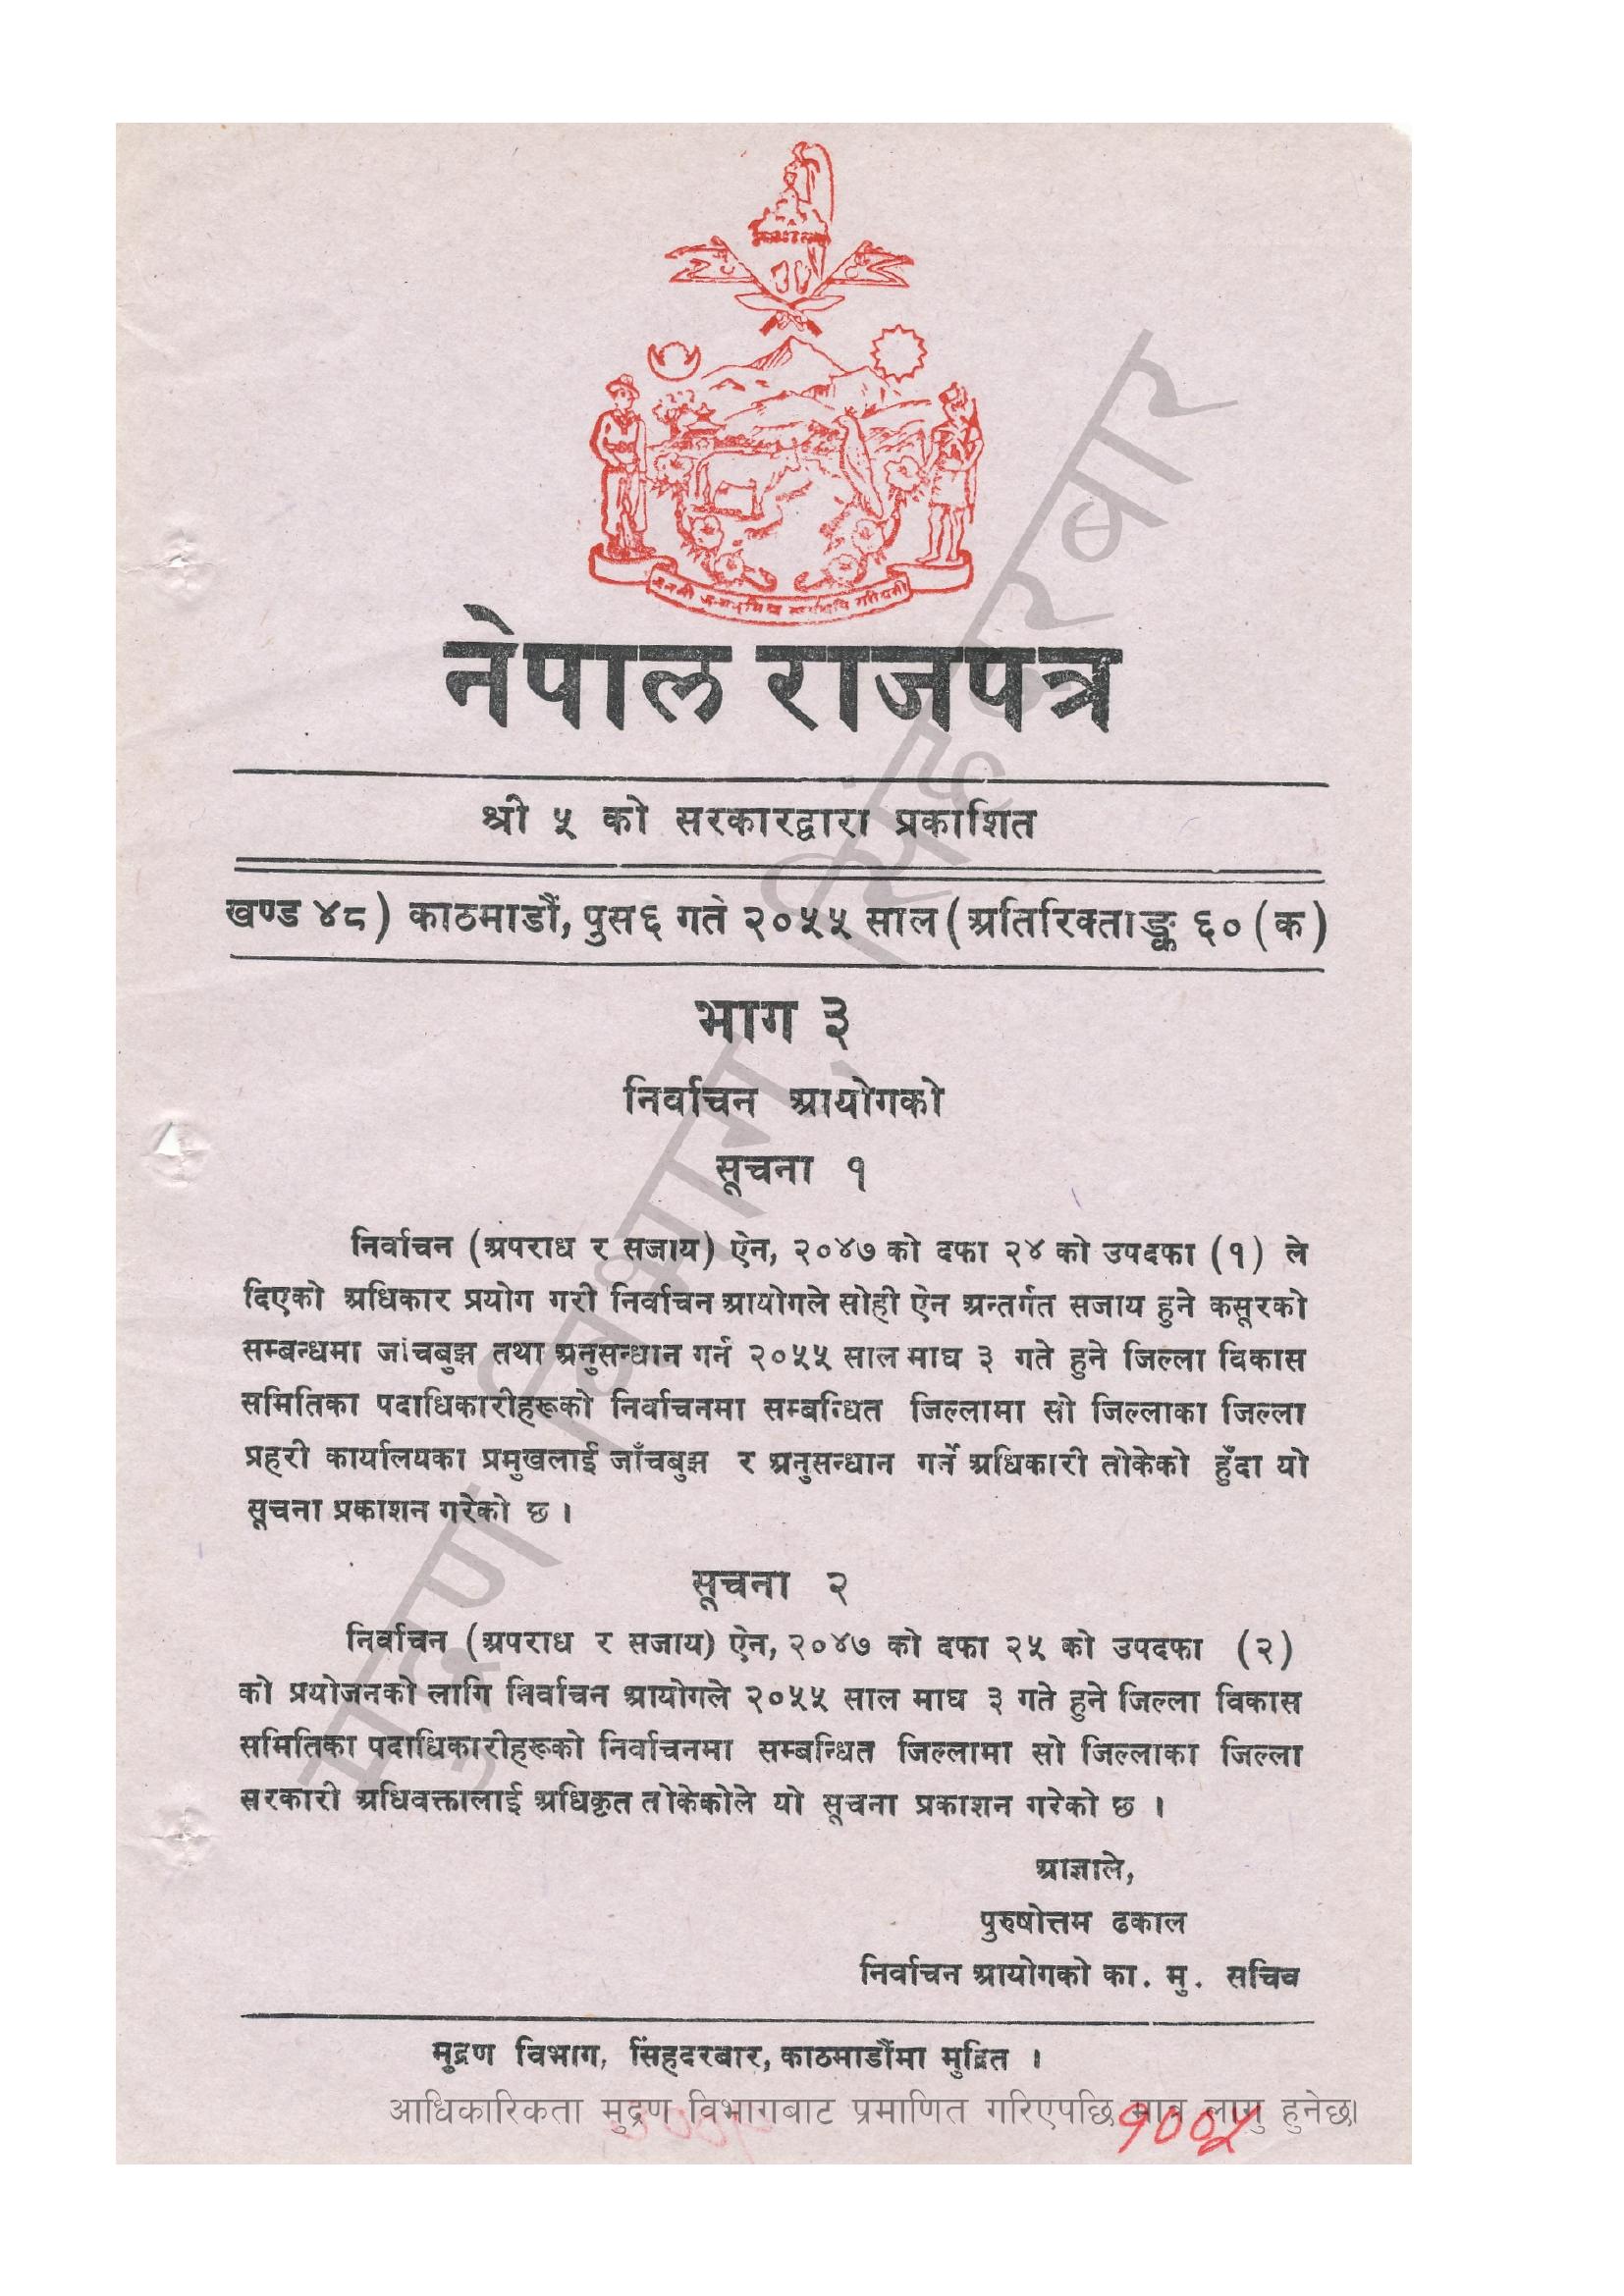 नेपाल राजपत्र
श्री ५ को सरकारद्वारा प्रकाशित
खण्ड ४८) काठमाडौं, पुस ६ गते २०५५ साल (अतिरिक्ताङ्क ६० (क)
भाग ३
निर्वाचन आयोगको
सूचना १
निर्वाचन (अपराध र सजाय) ऐन, २०४७ को दफा २४ को उपदफा (१) ले
दिएको अधिकार प्रयोग गरी निर्वाचन आयोगले सोही ऐन अन्तर्गत सजाय हुने कसूरको
सम्बन्धमा जांचबुझ तथा अनुसन्धान गर्न २०५५ साल माघ ३ गते हुने जिल्ला विकास
समितिका पदाधिकारीहरूको निर्वाचनमा सम्बन्धित जिल्लामा सो जिल्लाका जिल्ला
प्रहरी कार्यालयका प्रमुखलाई जाँचबुझ र अनुसन्धान गर्ने अधिकारी तोकेको हुँदा यो
सूचना प्रकाशन गरेको छ ।
सूचना २
निर्वाचन (अपराध र सजाय) ऐन, २०४७ को दफा २५ को उपदफा (२)
को प्रयोजनको लागि निर्वाचन आयोगले २०५५ साल माघ ३ गते हुने जिल्ला विकास
समितिका पदाधिकारीहरूको निर्वाचनमा सम्बन्धित जिल्लामा सो जिल्लाका जिल्ला
सरकारी अधिवक्तालाई अधिकृत तोकेकोले यो सूचना प्रकाशन गरेको छ ।
आज्ञाले,
पुरुषोत्तम ढकाल
निर्वाचन आयोगको का. मु. सचिव
मुद्रण विभाग, सिंहदरबार, काठमाडौंमा मुद्रित ।
आधिकारिकता मुद्रण विभागबाट प्रमाणित गरिएपछि मात्र लागु हुनेछ।
१००५
मुद्रण विभाग, सिंहदरबार